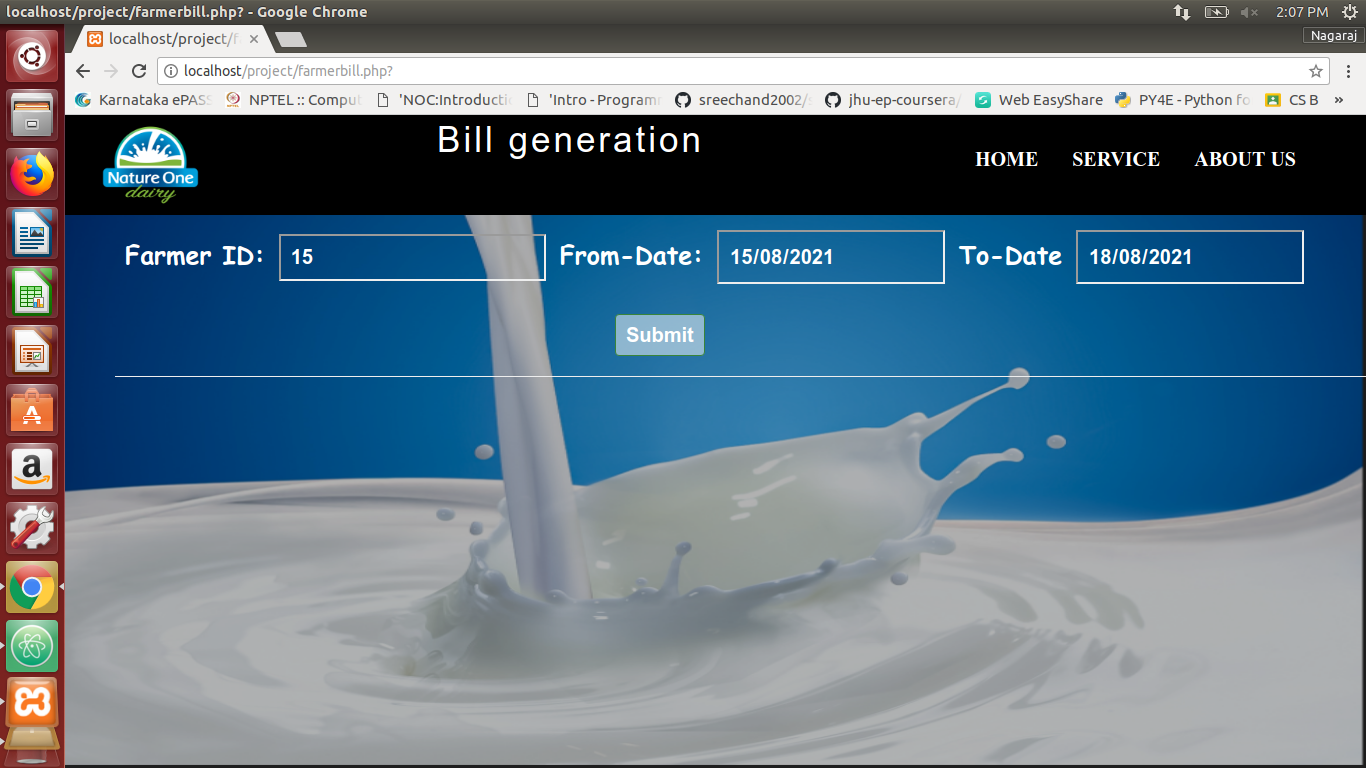 localhost/project/farmerbill.php? - Google Chrome
2:07 PM
localhost/project/f
Nagaraj
localhost/project/farmerbill.php?
Karnataka ePASS NPTEL :: Comput 'NOC:Introducti 'Intro - Programm sreechand2002/s jhu-ep-coursera/ Web EasyShare PY4E - Python fo CS B »
Nature One
dairy
Bill generation
HOME SERVICE ABOUT US
Farmer ID: 15 From-Date: 15/08/2021 To-Date 18/08/2021
Submit